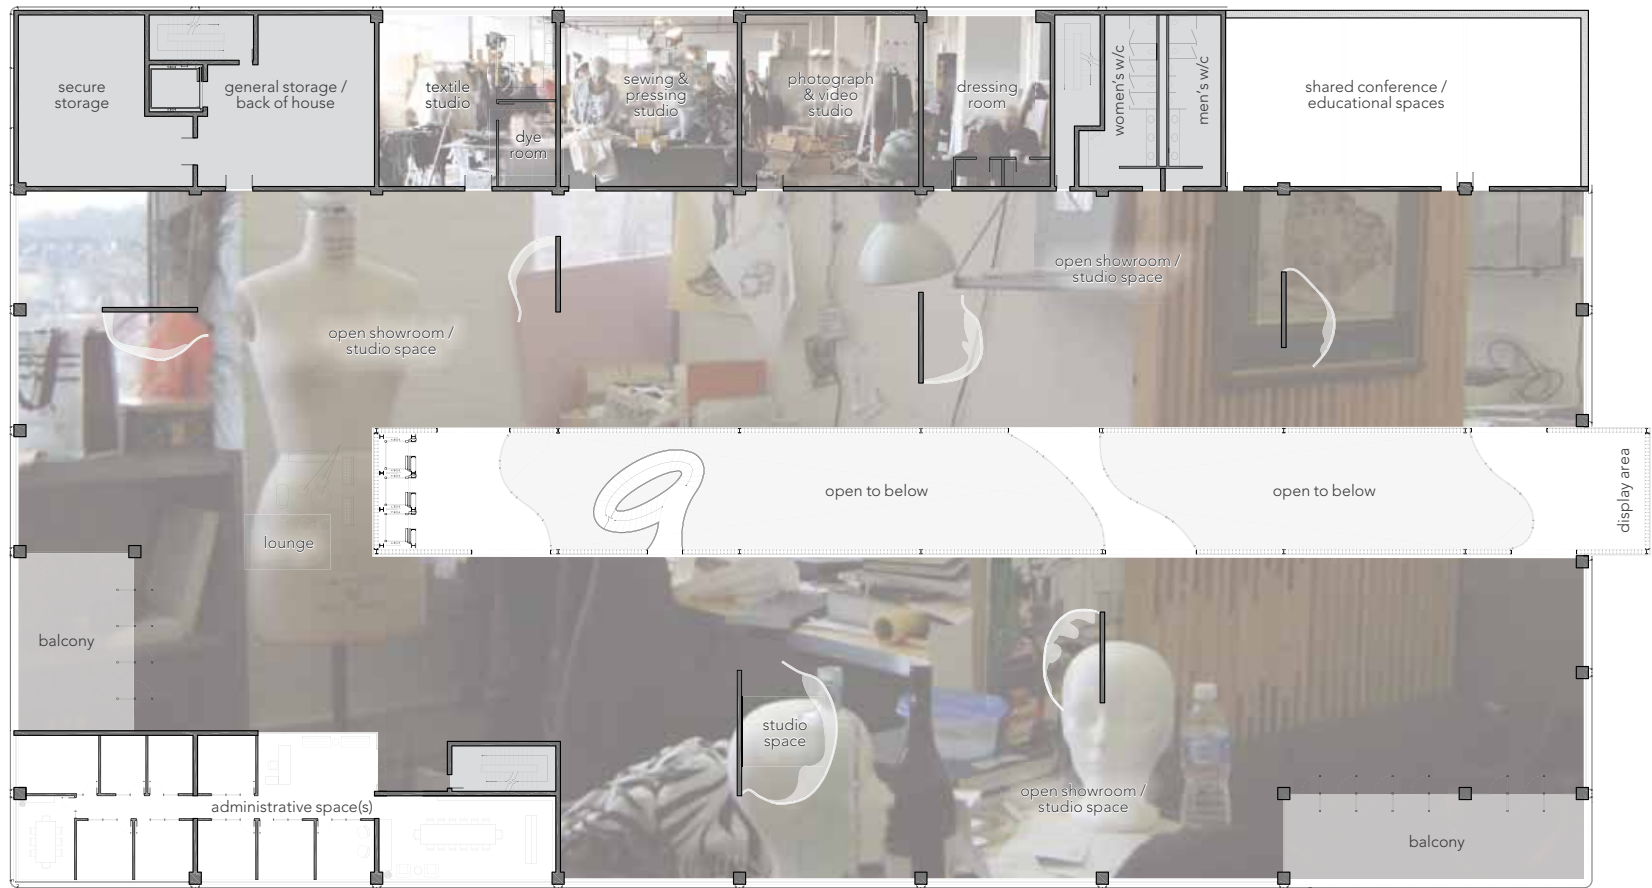 secure
storage
general storage /
back of house
textile
studio
dye
room
sewing &
pressing
studio
photograph
& video
studio
dressing
room
women's w/c
men's w/c
shared conference /
educational spaces
open showroom /
studio space
open showroom /
studio space
open to below
open to below
display area
lounge
balcony
studio
space
open showroom /
studio space
administrative space(s)
balcony